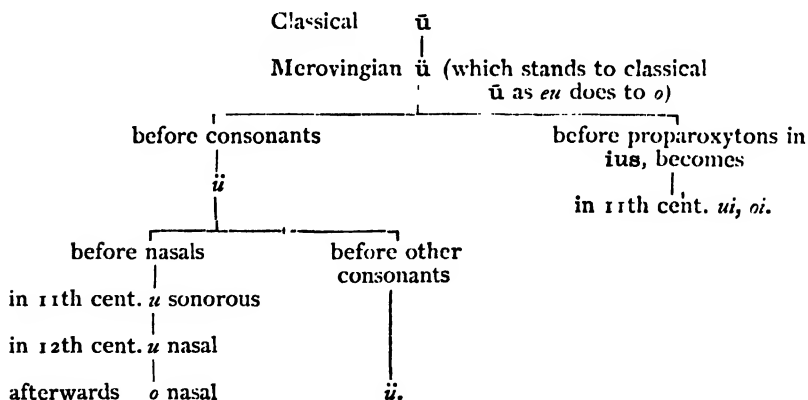 Classical ū
Merovingian ü (which stands to classical
ū as eu does to o)
before consonants before proparoxytons in
ius, becomes
ü
in 11th cent. ui, oi.
before nasals before other
consonants
in 11th cent. u sonorous
in 12th cent. u nasal
afterwards o nasal ü.